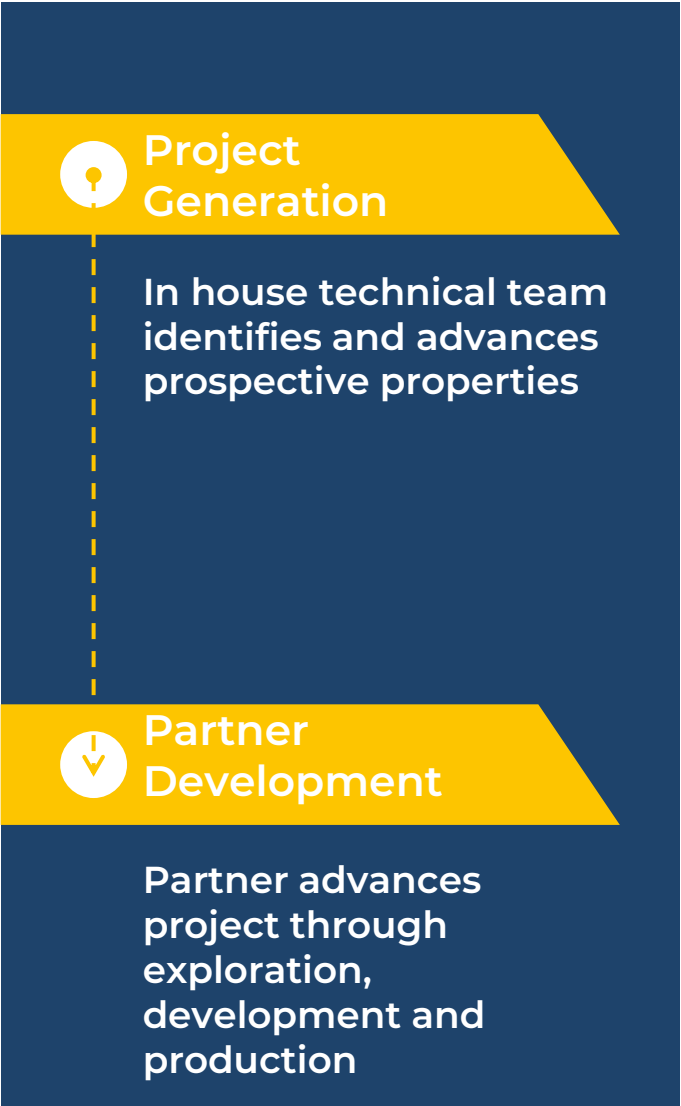 Project
Generation
In house technical team
identifies and advances
prospective properties
Partner
Development
Partner advances
project through
exploration,
development and
production